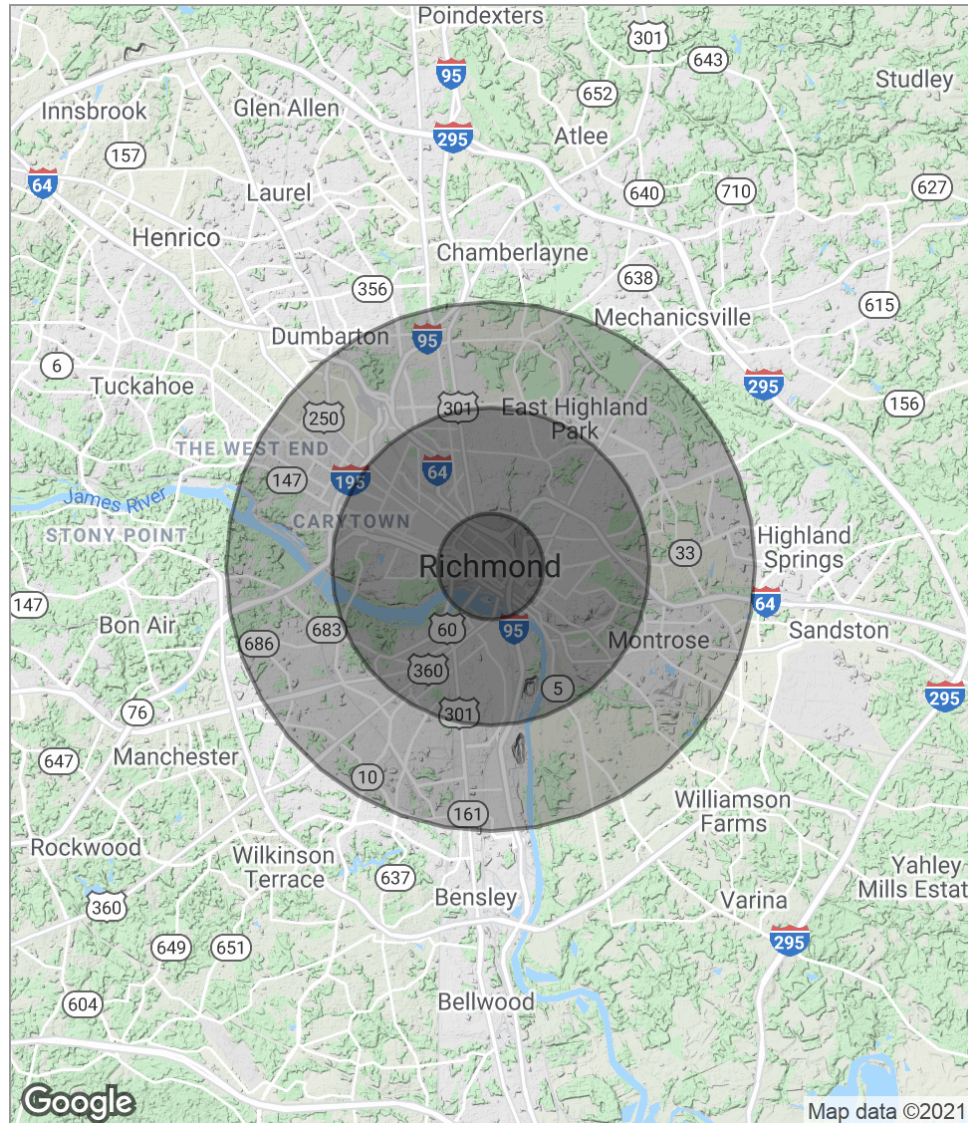 Poindexters
301
643
95
652
Studley
Innsbrook
Glen Allen
295
Atlee
157
64
Laurel
640
710
627
Henrico
Chamberlayne
638
356
615
Mechanicsville
Dumbarton
95
6
Tuckahoe
295
156
250
301
East Highland
Park
THE WEST END
64
195
147
James River
CARYTOWN
STONY POINT
33
Highland
Springs
Richmond
147
64
Bon Air
683
60
95
Sandston
686
Montrose
360
5
295
76
301
647
Manchester
10
161
Williamson
Farms
Rockwood
Wilkinson
Terrace
637
Yahley
Mills Estat
360
Bensley
Varina
649
651
295
604
Bellwood
Google
Map data ©2021